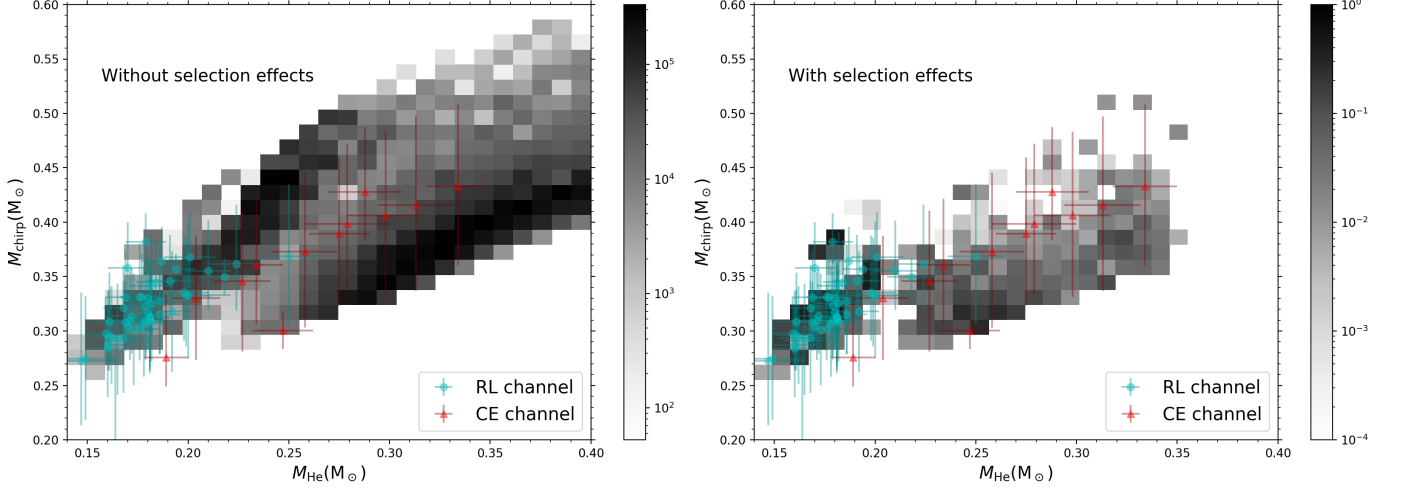 0.60
0.55
0.50
0.45
0.40
0.35
0.30
0.25
0.20
M_chirp(M_⊙)
Without selection effects
RL channel
CE channel
0.15 0.20 0.25 0.30 0.35 0.40
M_He(M_⊙)
10^5
10^4
10^3
10^2
0.60
0.55
0.50
0.45
0.40
0.35
0.30
0.25
0.20
M_chirp(M_⊙)
With selection effects
RL channel
CE channel
0.15 0.20 0.25 0.30 0.35 0.40
M_He(M_⊙)
10^0
10^−1
10^−2
10^−3
10^−4